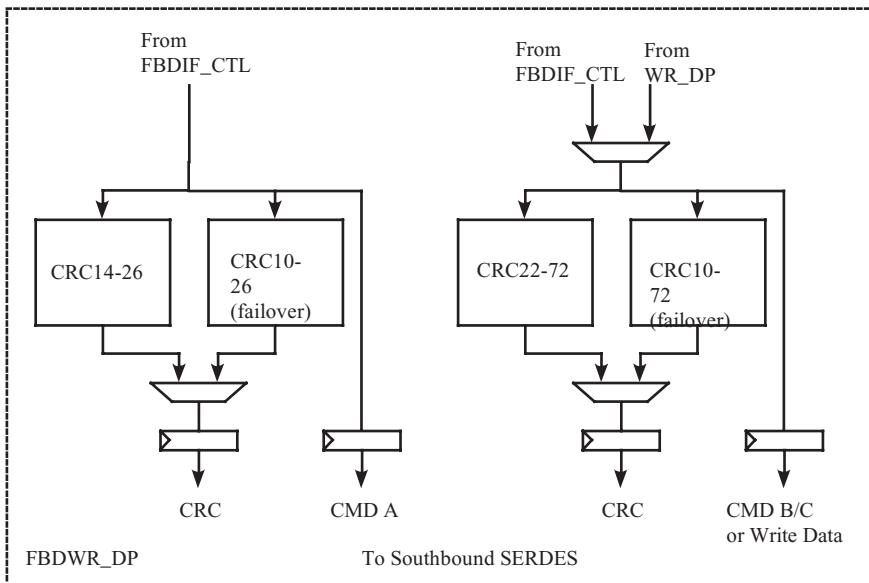 From
FBDIF_CTL
From
FBDIF_CTL
From
WR_DP
CRC14-26
CRC10-
26
(failover)
CRC22-72
CRC10-
72
(failover)
CRC
CMD A
CRC
CMD B/C
or Write Data
FBDWR_DP
To Southbound SERDES